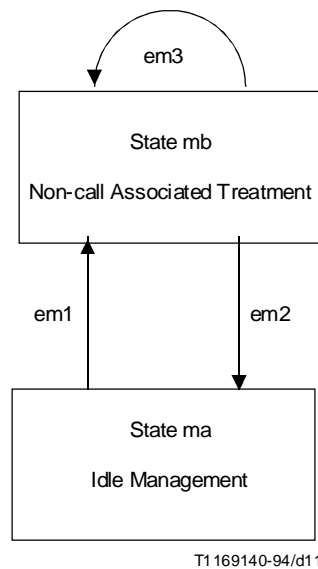 em3
State mb
Non-call Associated Treatment
em1
em2
State ma
Idle Management
T1169140-94/d11